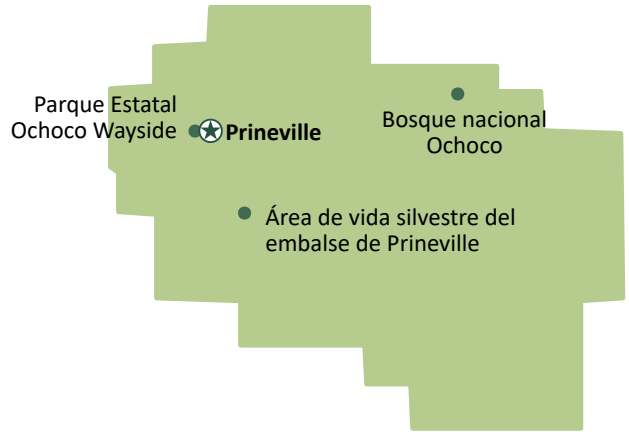 Parque Estatal
Ochoco Wayside
Prineville
Bosque nacional
Ochoco
Área de vida silvestre del
embalse de Prineville